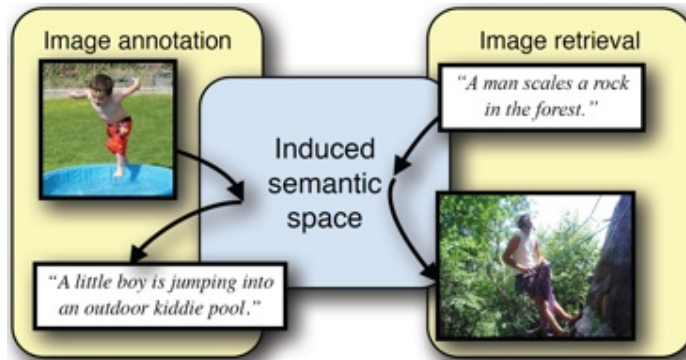 Image annotation
Image retrieval
“A man scales a rock
in the forest.”
Induced
semantic
space
“A little boy is jumping into
an outdoor kiddie pool.”